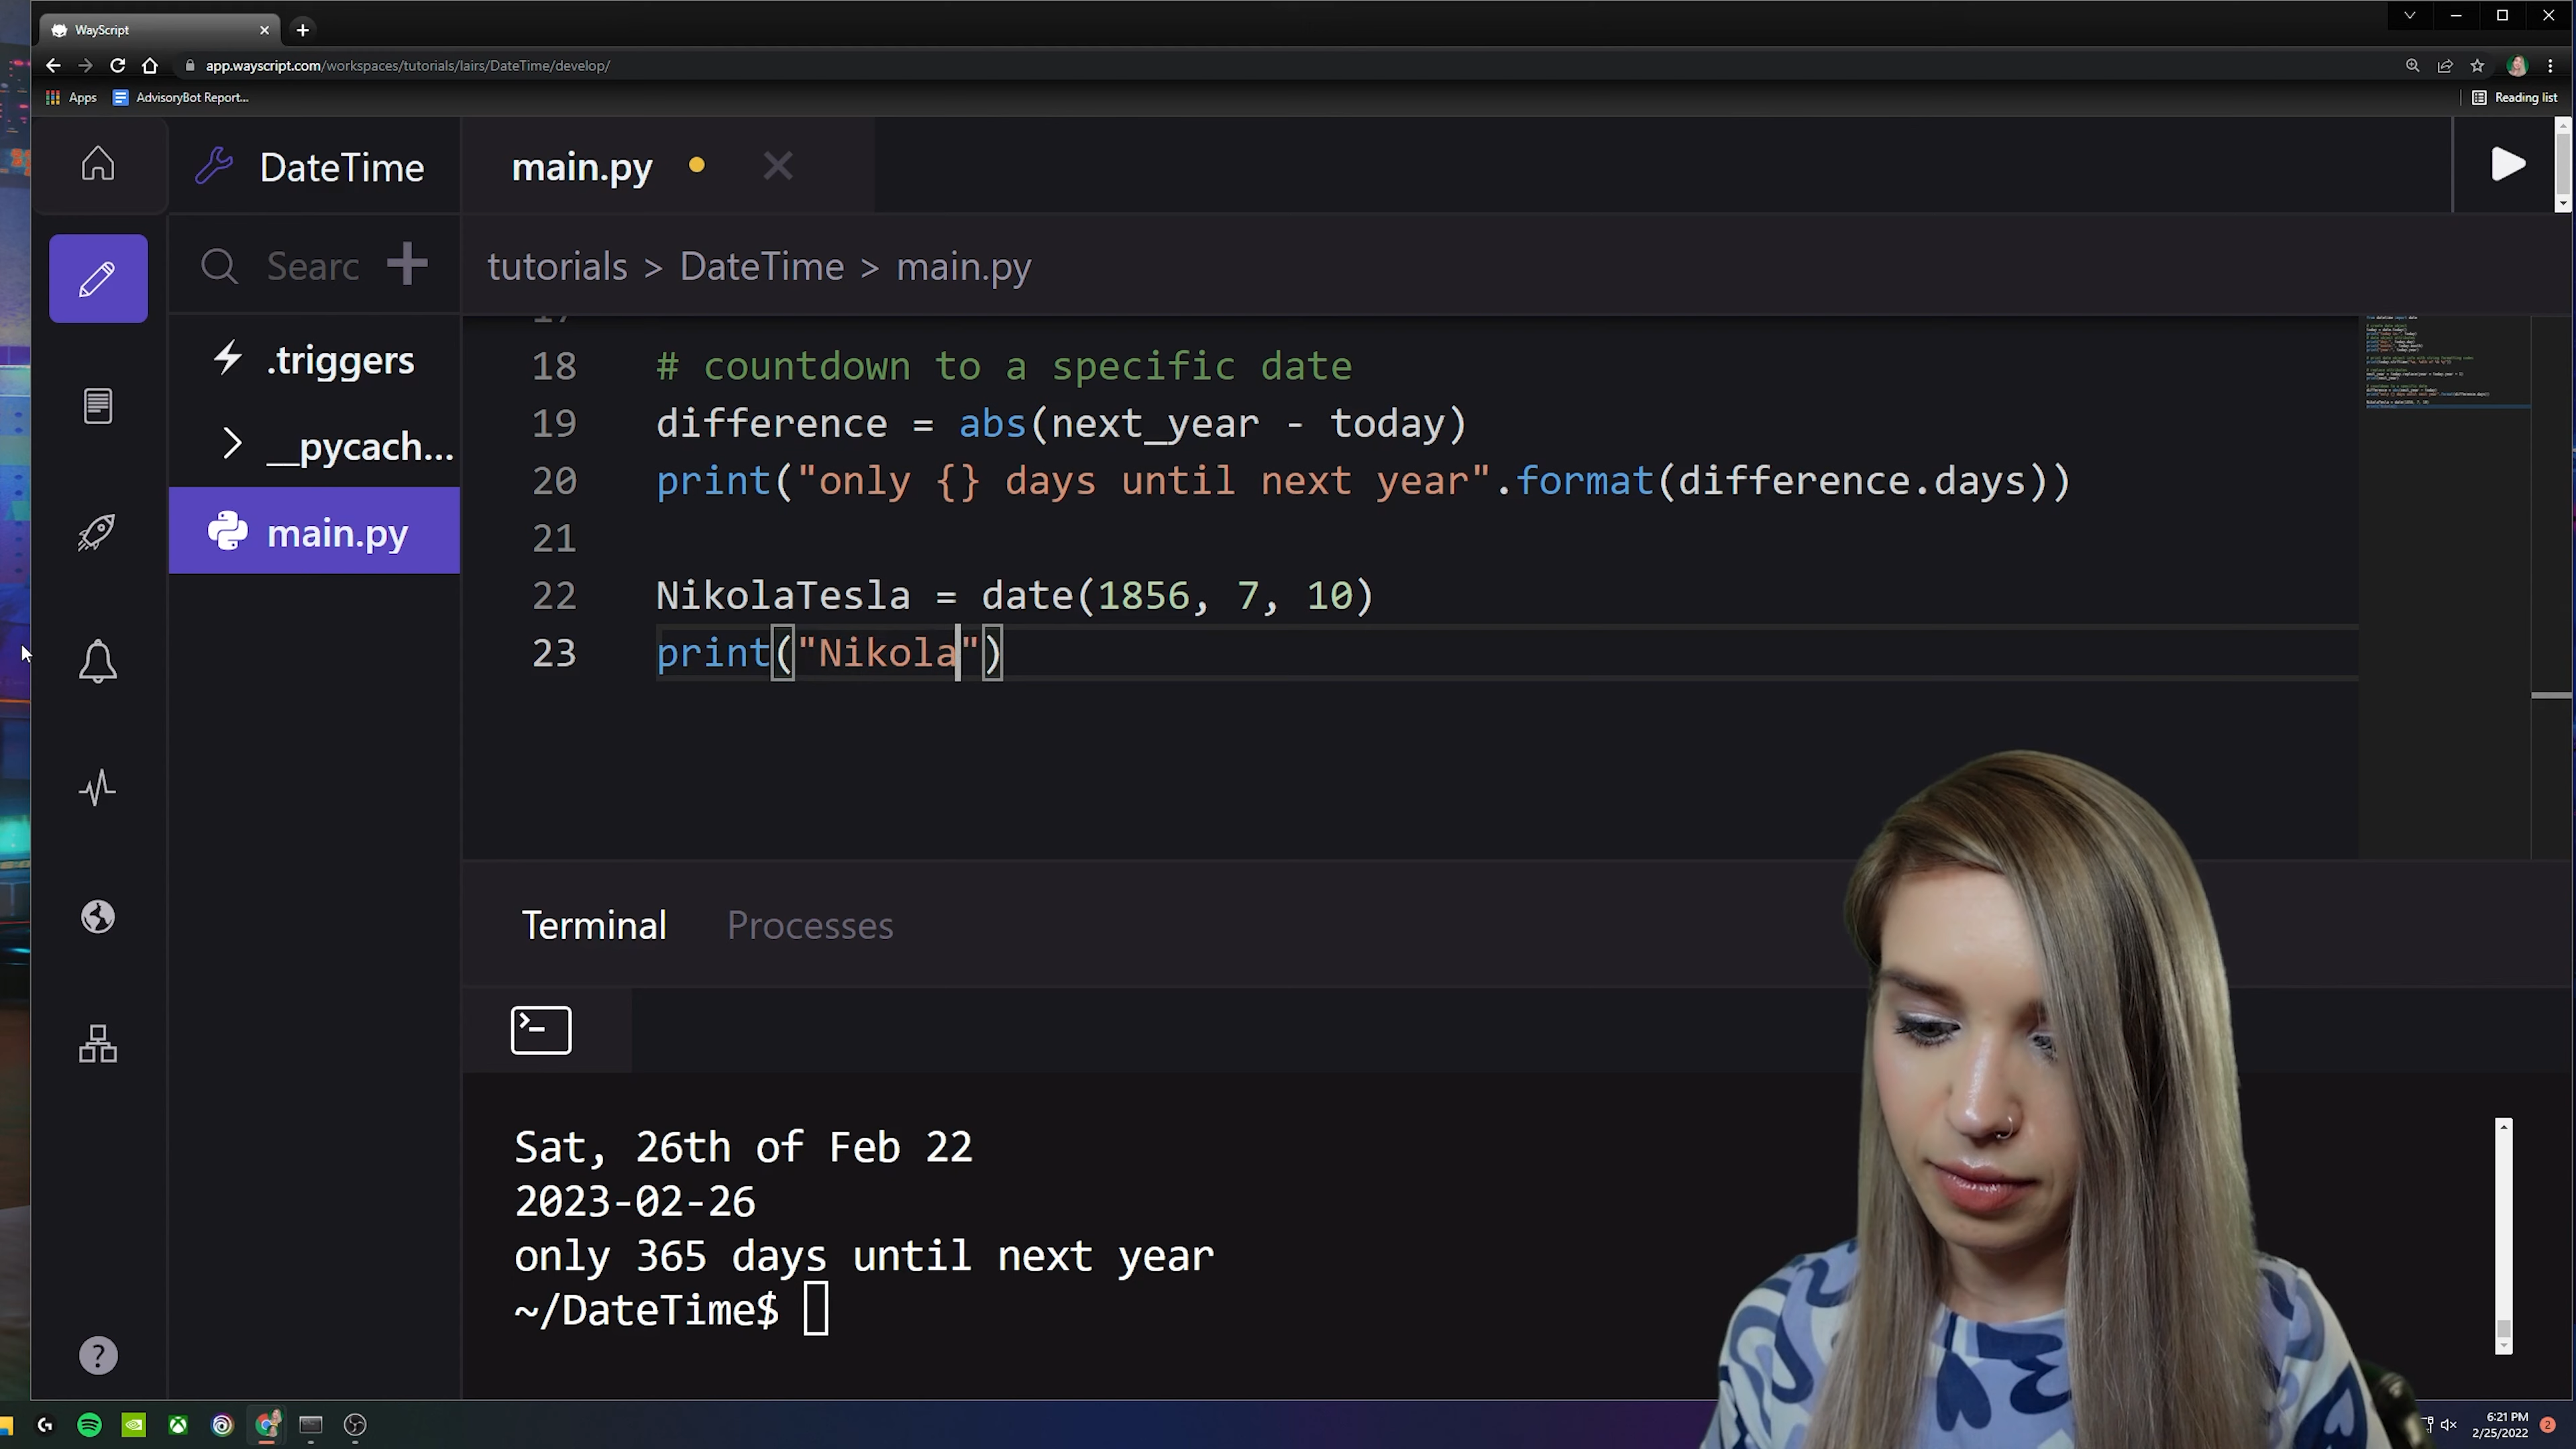 WayScript
app.wayscript.com/workspaces/tutorials/lairs/DateTime/develop/
Apps AdvisoryBot Report... Reading list
DateTime main.py
Searc tutorials > DateTime > main.py
.triggers
__pycach...
main.py
17
18 # countdown to a specific date
19 difference = abs(next_year - today)
20 print("only {} days until next year".format(difference.days))
21
22 NikolaTesla = date(1856, 7, 10)
23 print("Nikola")
Terminal Processes
Sat, 26th of Feb 22
2023-02-26
only 365 days until next year
~/DateTime$
6:21 PM
2/25/2022
2